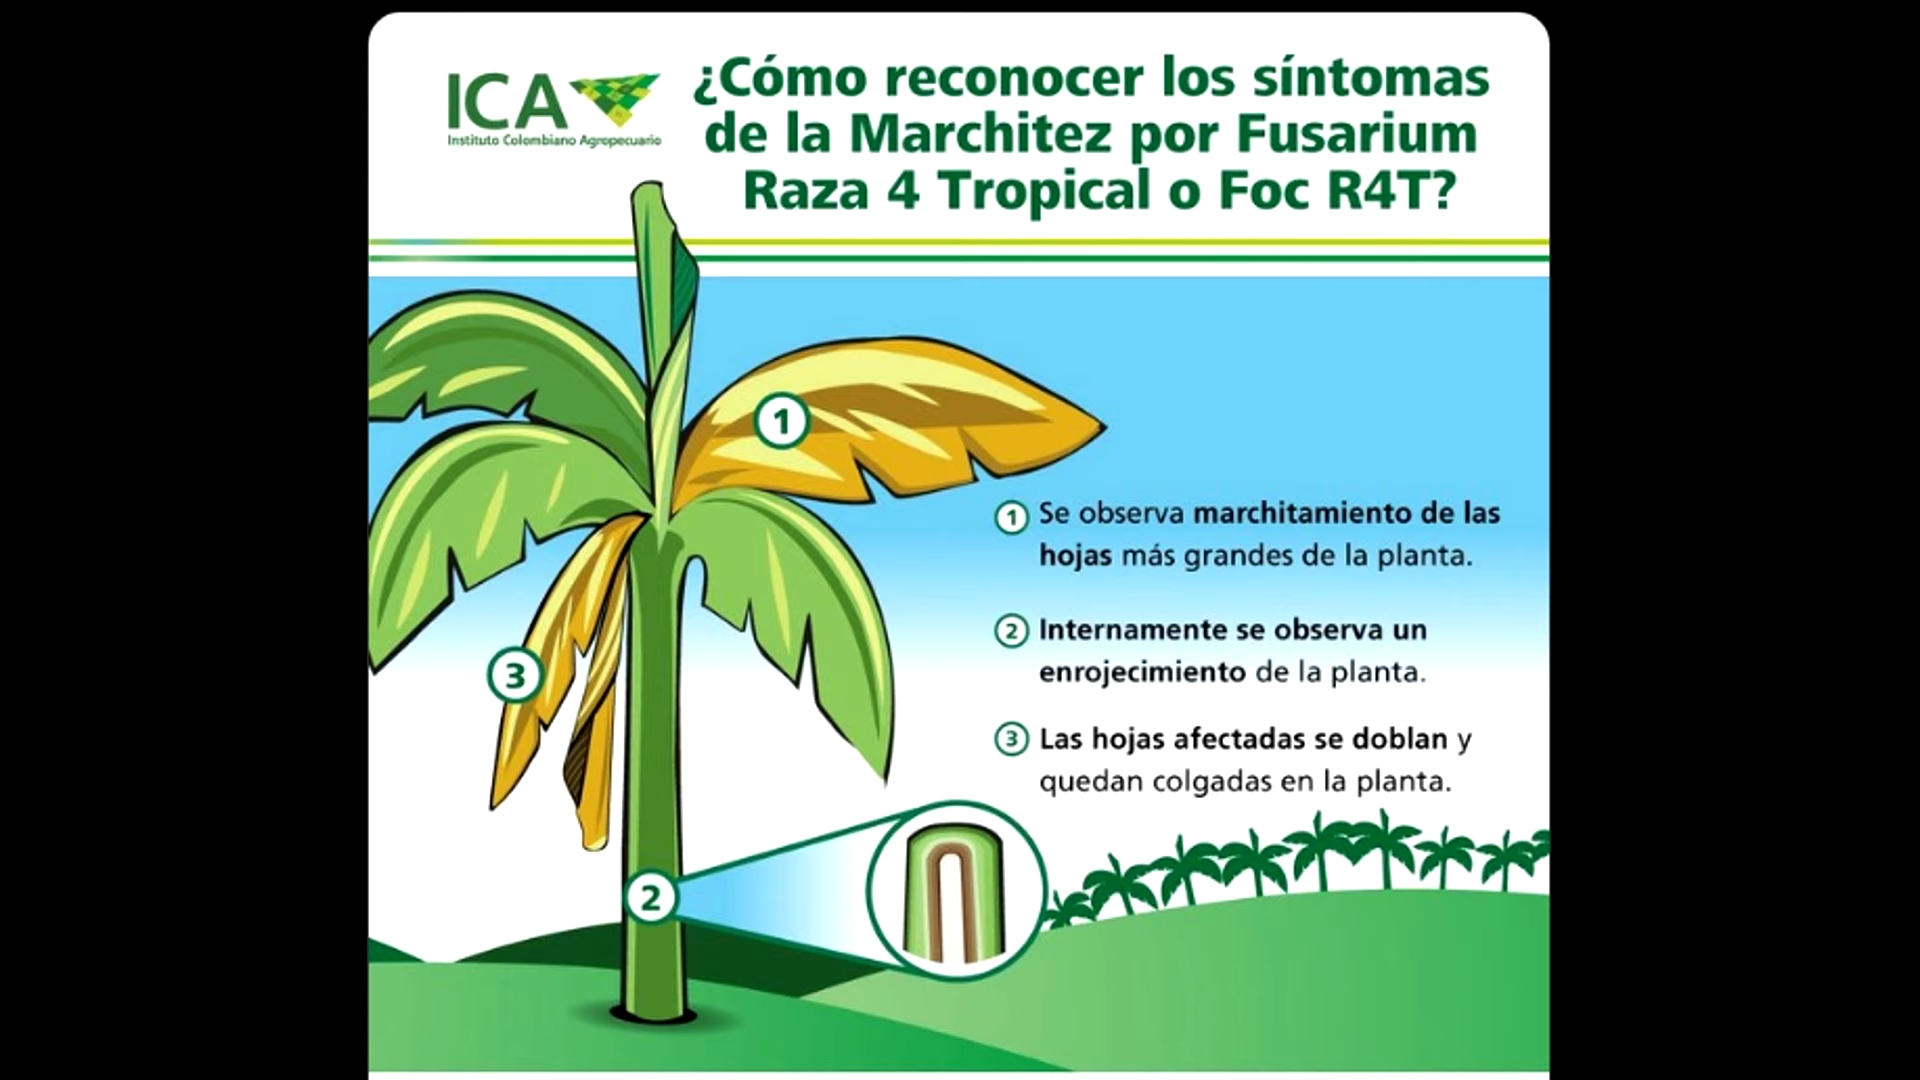 ICA
Instituto Colombiano Agropecuario
¿Cómo reconocer los síntomas
de la Marchitez por Fusarium
Raza 4 Tropical o Foc R4T?
1
1 Se observa marchitamiento de las
hojas más grandes de la planta.
2 Internamente se observa un
enrojecimiento de la planta.
3
3 Las hojas afectadas se doblan y
quedan colgadas en la planta.
2